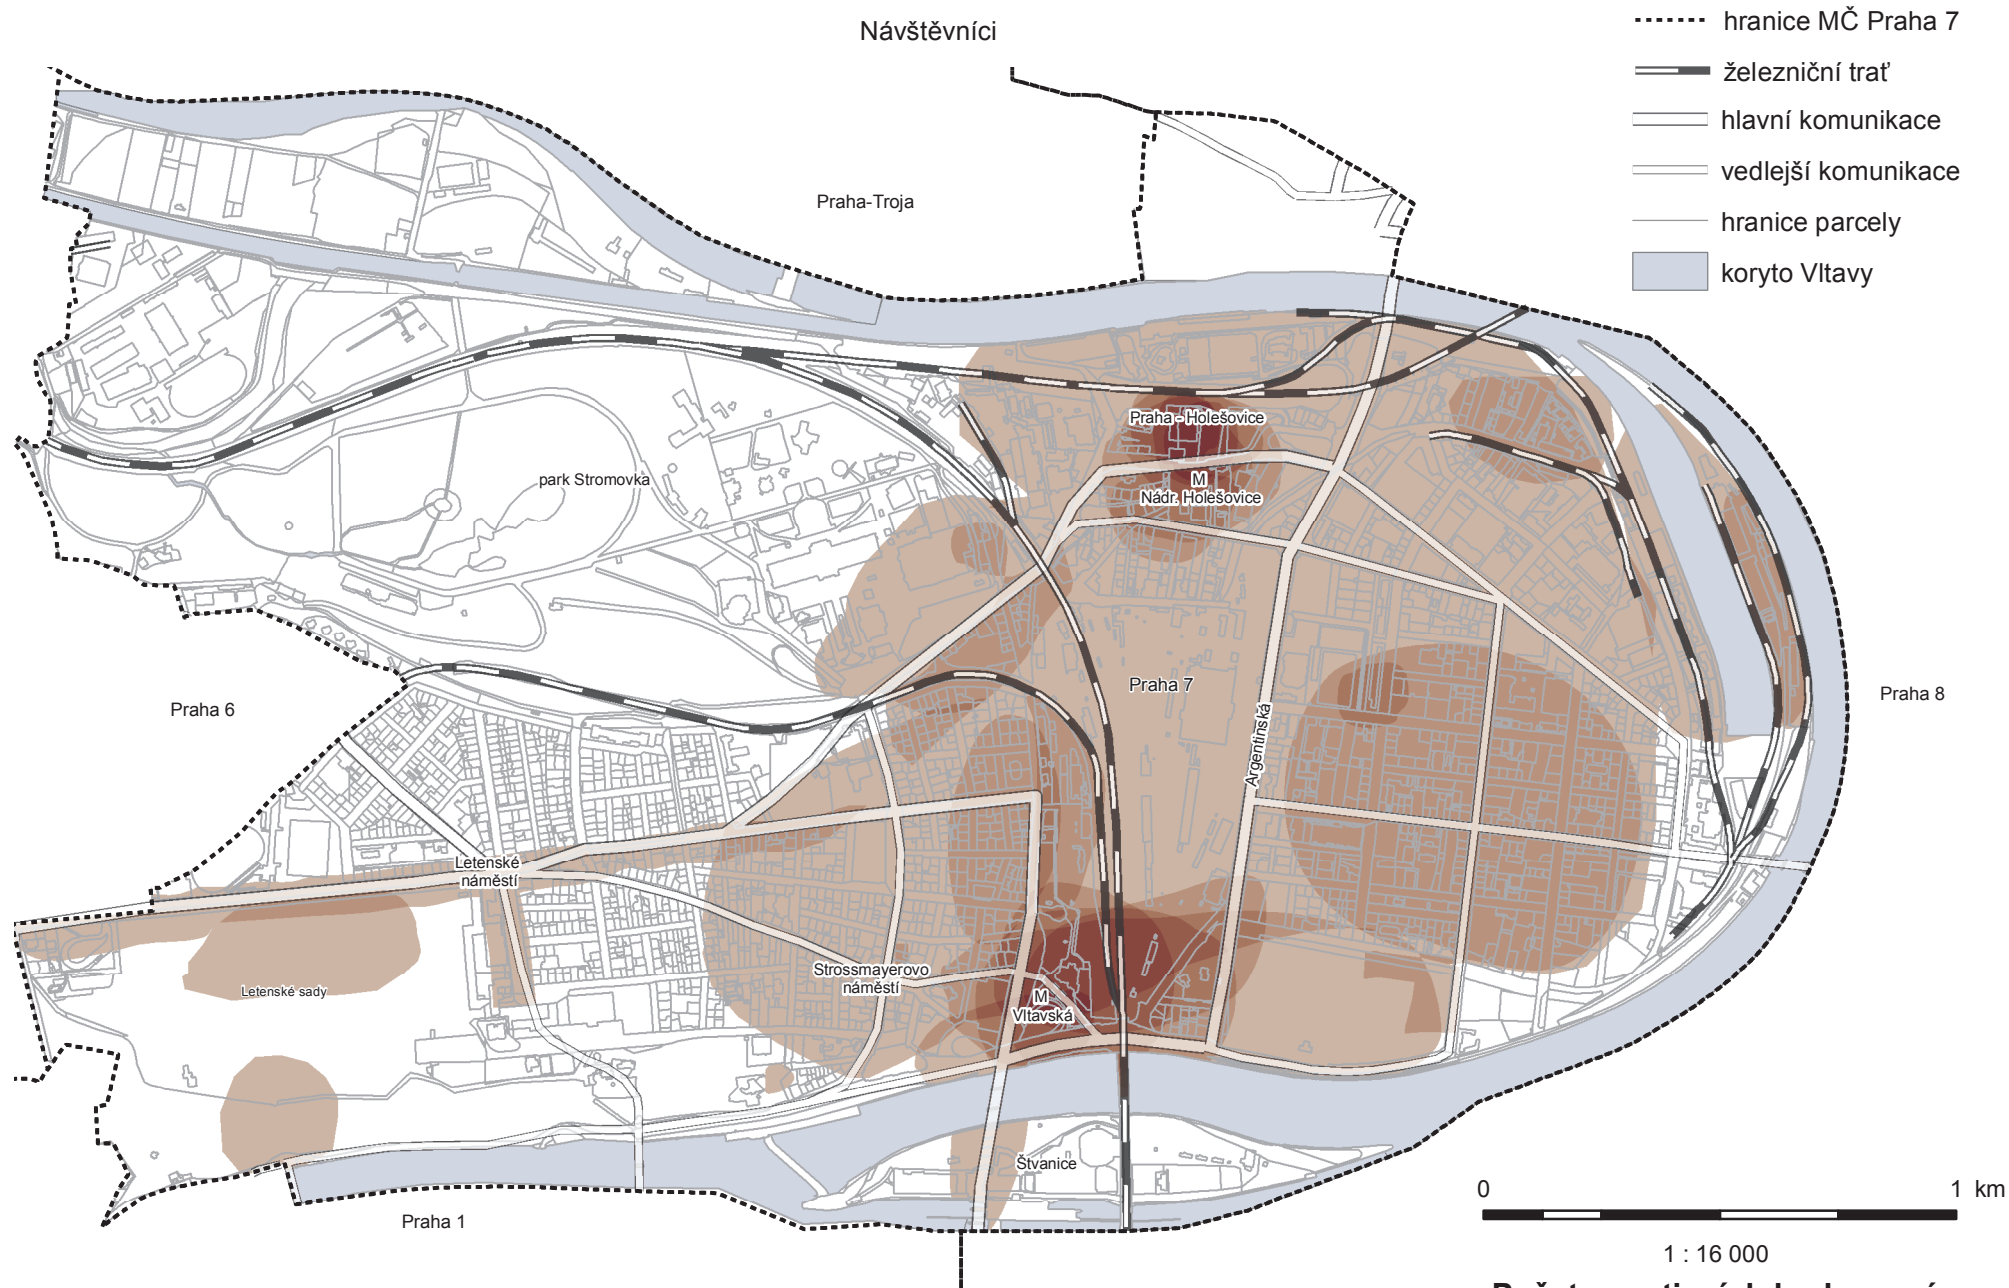 Návštěvníci
hranice MČ Praha 7
železniční trať
hlavní komunikace
vedlejší komunikace
hranice parcely
koryto Vltavy
Praha-Troja
Praha - Holešovice
M
Nádr. Holešovice
park Stromovka
Praha 6
Praha 7
Praha 8
Argentinská
Letenské
náměstí
Strossmayerovo
náměstí
Letenské sady
M
Vltavská
Štvanice
Praha 1
0 1 km
1 : 16 000